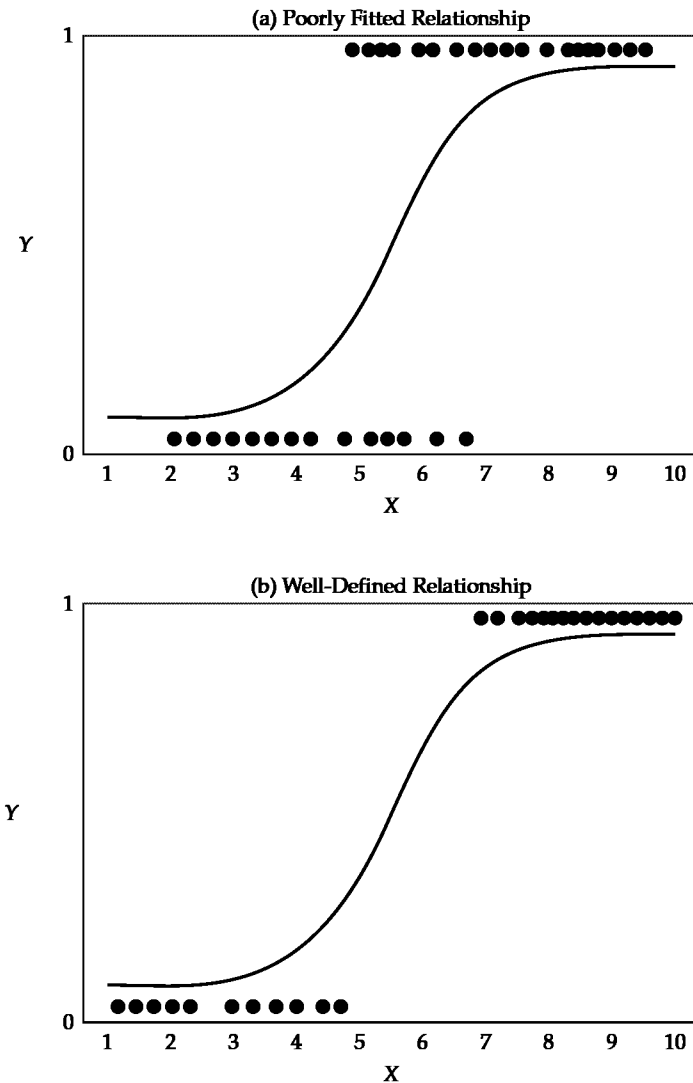 (a) Poorly Fitted Relationship
1
Y
0
1 2 3 4 5 6 7 8 9 10
X
(b) Well-Defined Relationship
1
Y
0
1 2 3 4 5 6 7 8 9 10
X